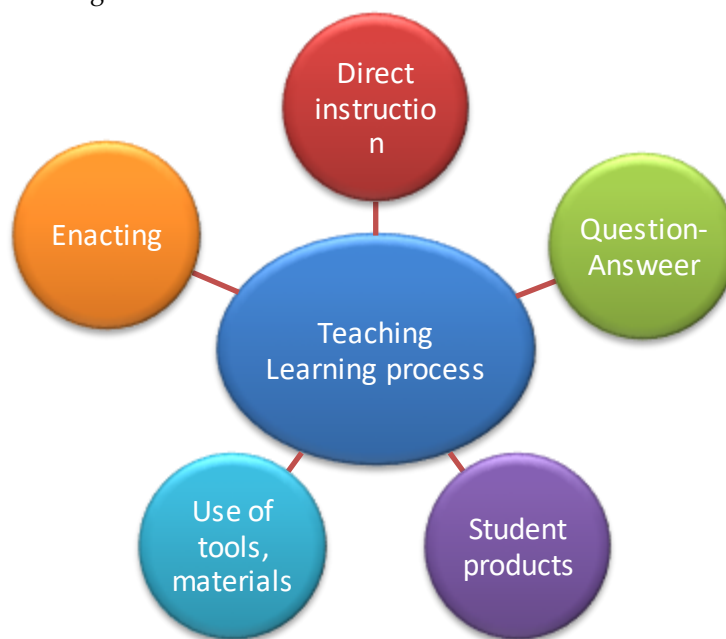 Direct
instructio
n
Enacting
Question-
Answeer
Teaching
Learning process
Use of
tools,
materials
Student
products